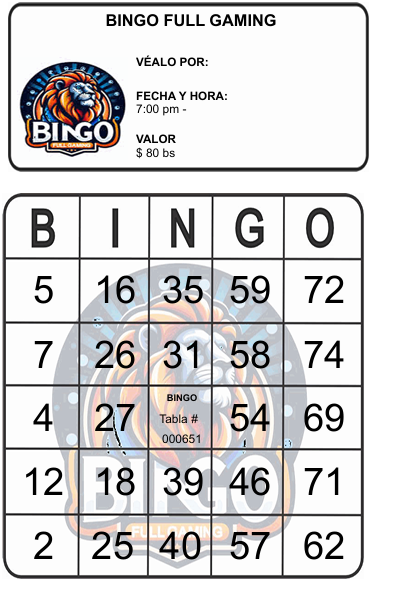 BINGO FULL GAMING
VÉALO POR:
FECHA Y HORA:
7:00 pm -
VALOR
$ 80 bs
BINGO
FULL GAMING
B I N G O
5 16 35 59 72
7 26 31 58 74
4 27 BINGO 54 69
Tabla #
000651
12 18 39 46 71
2 25 40 57 62
BINGO
FULL GAMING